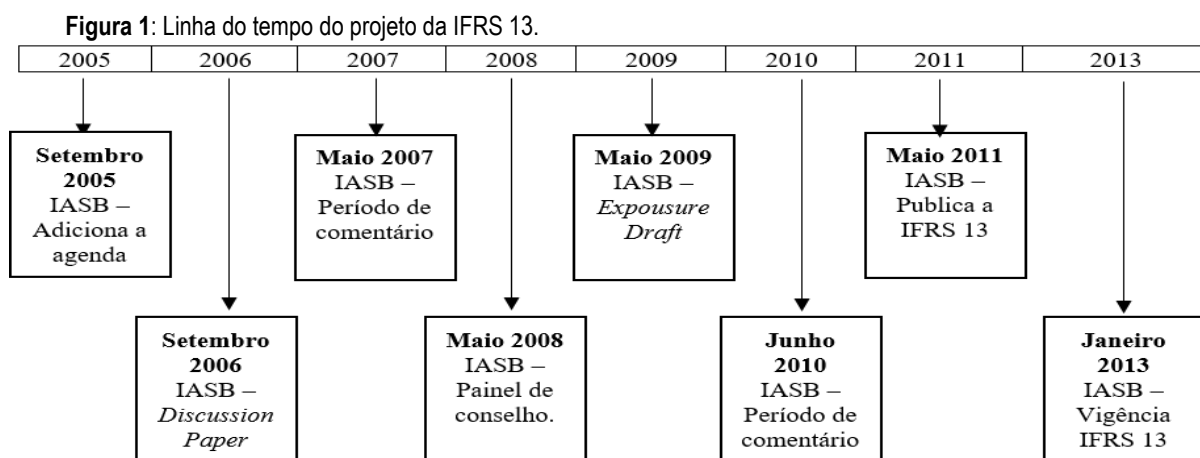 Figura 1: Linha do tempo do projeto da IFRS 13.
2005 2006 2007 2008 2009 2010 2011 2013
Setembro
2005
IASB –
Adiciona a
agenda
Setembro
2006
IASB –
Discussion
Paper
Maio 2007
IASB –
Período de
comentário
Maio 2008
IASB –
Painel de
conselho.
Maio 2009
IASB –
Expousure
Draft
Junho
2010
IASB –
Período de
comentário
Maio 2011
IASB –
Publica a
IFRS 13
Janeiro
2013
IASB –
Vigência
IFRS 13